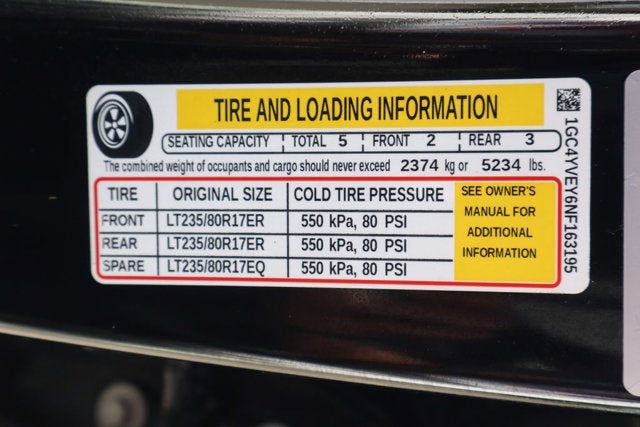 TIRE AND LOADING INFORMATION
SEATING CAPACITY TOTAL 5 FRONT 2 REAR 3
The combined weight of occupants and cargo should never exceed 2374 kg or 5234 lbs.
TIRE ORIGINAL SIZE COLD TIRE PRESSURE
FRONT LT235/80R17ER 550 kPa, 80 PSI
REAR LT235/80R17ER 550 kPa, 80 PSI
SPARE LT235/80R17EQ 550 kPa, 80 PSI
SEE OWNER'S
MANUAL FOR
ADDITIONAL
INFORMATION
1GC4YVEY6NF163195